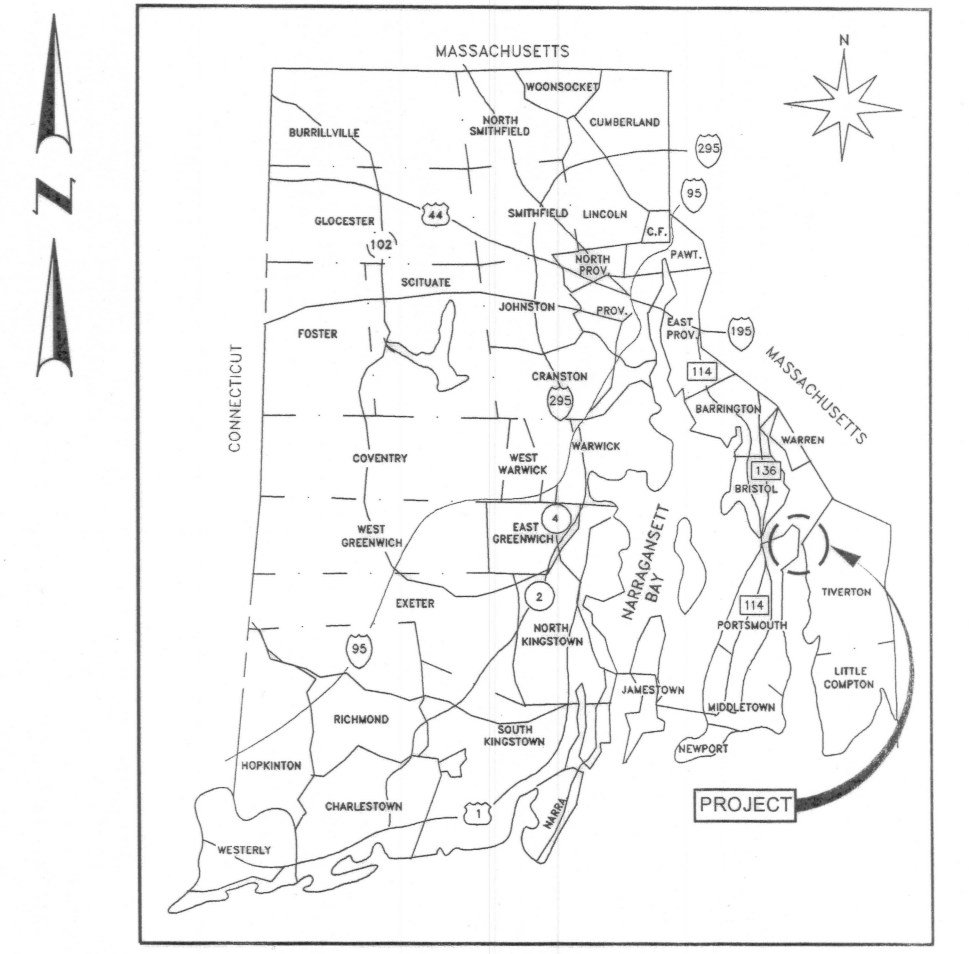 MASSACHUSETTS
N
WOONSOCKET
BURRILLVILLE
NORTH
SMITHFIELD
CUMBERLAND
295
95
N
GLOCESTER
44
SMITHFIELD
LINCOLN
C.F.
102
NORTH
PROV.
PAWT.
SCITUATE
JOHNSTON
PROV.
EAST
PROV.
195
FOSTER
CONNECTICUT
MASSACHUSETTS
114
CRANSTON
295
BARRINGTON
WARREN
COVENTRY
WEST
WARWICK
WARWICK
136
BRISTOL
WEST
GREENWICH
EAST
GREENWICH
4
NARRAGANSETT
BAY
TIVERTON
EXETER
2
114
PORTSMOUTH
NORTH
KINGSTOWN
95
LITTLE
COMPTON
JAMESTOWN
MIDDLETOWN
RICHMOND
SOUTH
KINGSTOWN
NEWPORT
HOPKINTON
CHARLESTOWN
1
NARRA
PROJECT
WESTERLY